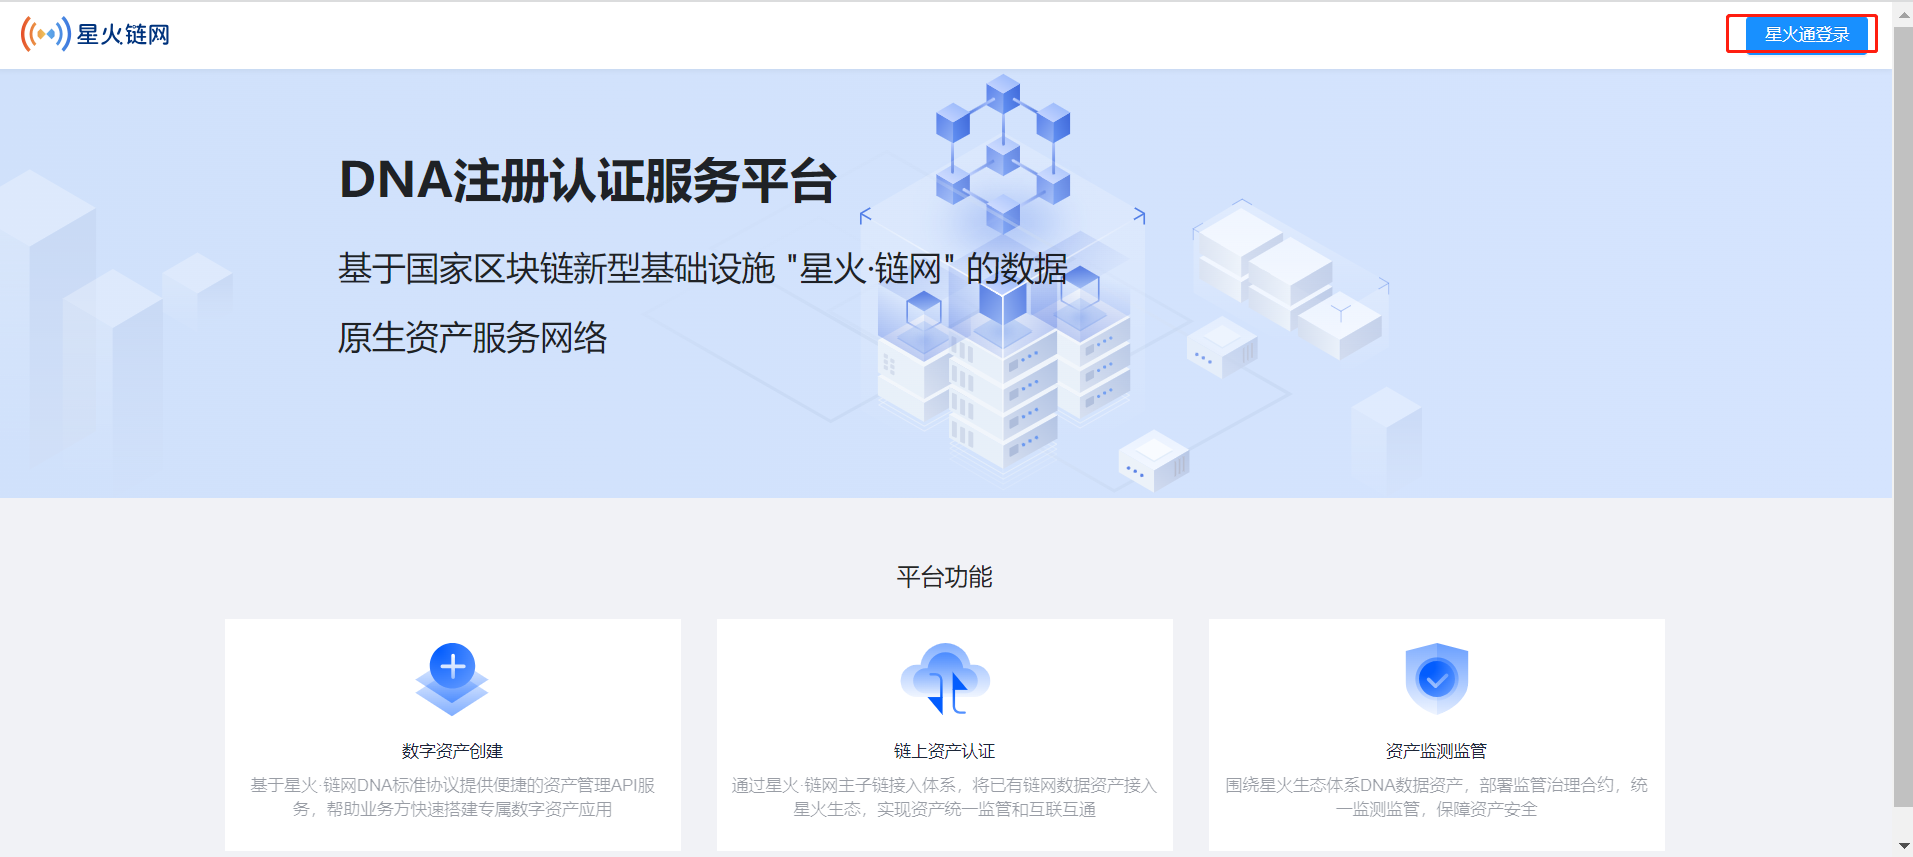 星火·链网
星火通登录
DNA注册认证服务平台
基于国家区块链新型基础设施 "星火·链网" 的数据
原生资产服务网络
平台功能
数字资产创建
基于星火·链网DNA标准协议提供便捷的资产管理API服
务，帮助业务方快速搭建专属数字资产应用
链上资产认证
通过星火·链网主子链接入体系，将已有链网数据资产接入
星火生态，实现资产统一监管和互联互通
资产监测监管
围绕星火生态体系DNA数据资产，部署监管治理合约，统
一监测监管，保障资产安全